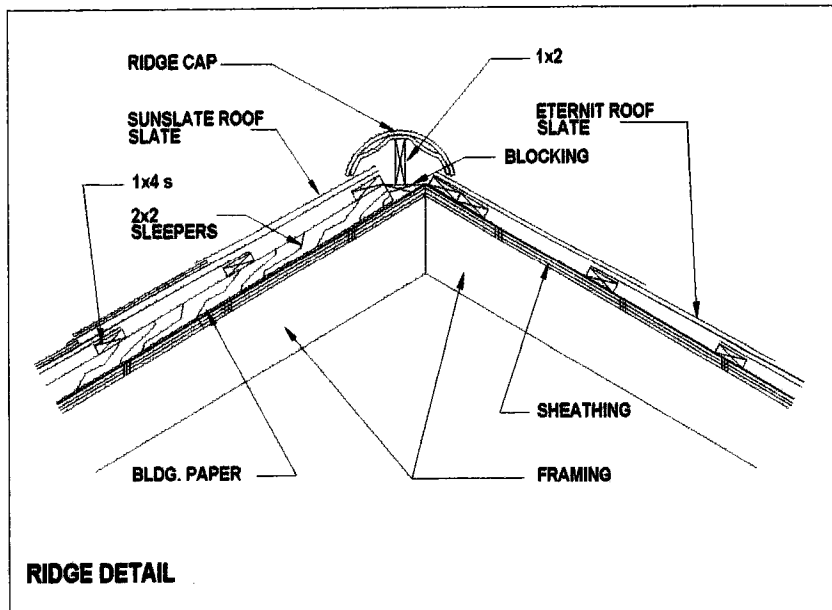 RIDGE CAP
1x2
SUNSLATE ROOF
SLATE
ETERNIT ROOF
SLATE
BLOCKING
1x4 s
2x2
SLEEPERS
SHEATHING
BLDG. PAPER
FRAMING
RIDGE DETAIL